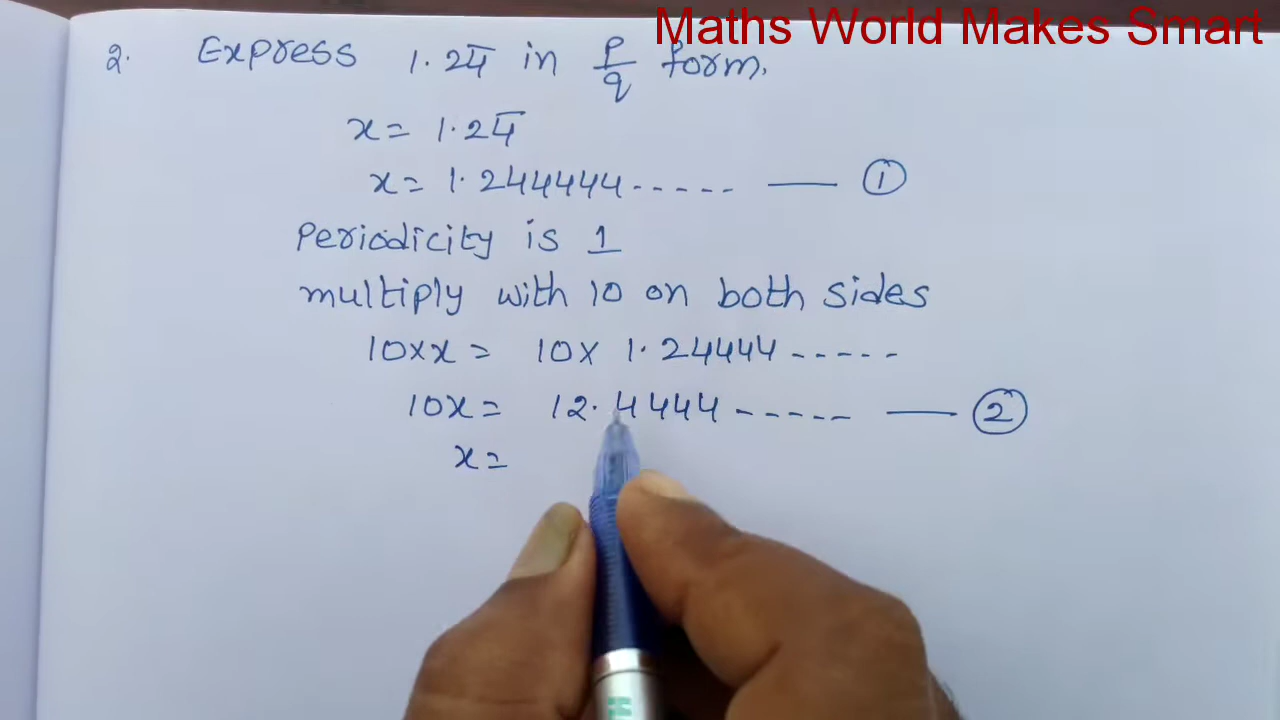 Maths World Makes Smart
2. Express 1.24̅ in p/q form.
x = 1.24̅
x = 1.244444----- —— ①
Periodicity is 1
multiply with 10 on both sides
10×x = 10× 1.24444-----
10x = 12.4444----- —— ②
x =